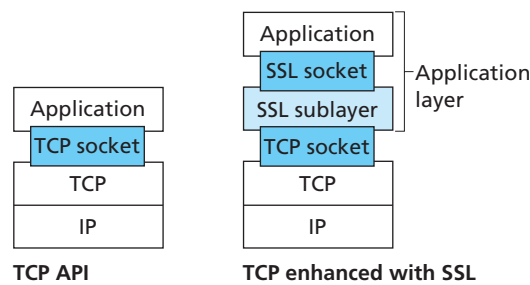 Application
TCP socket
TCP
IP
TCP API
Application
SSL socket
SSL sublayer
TCP socket
TCP
IP
Application
layer
TCP enhanced with SSL